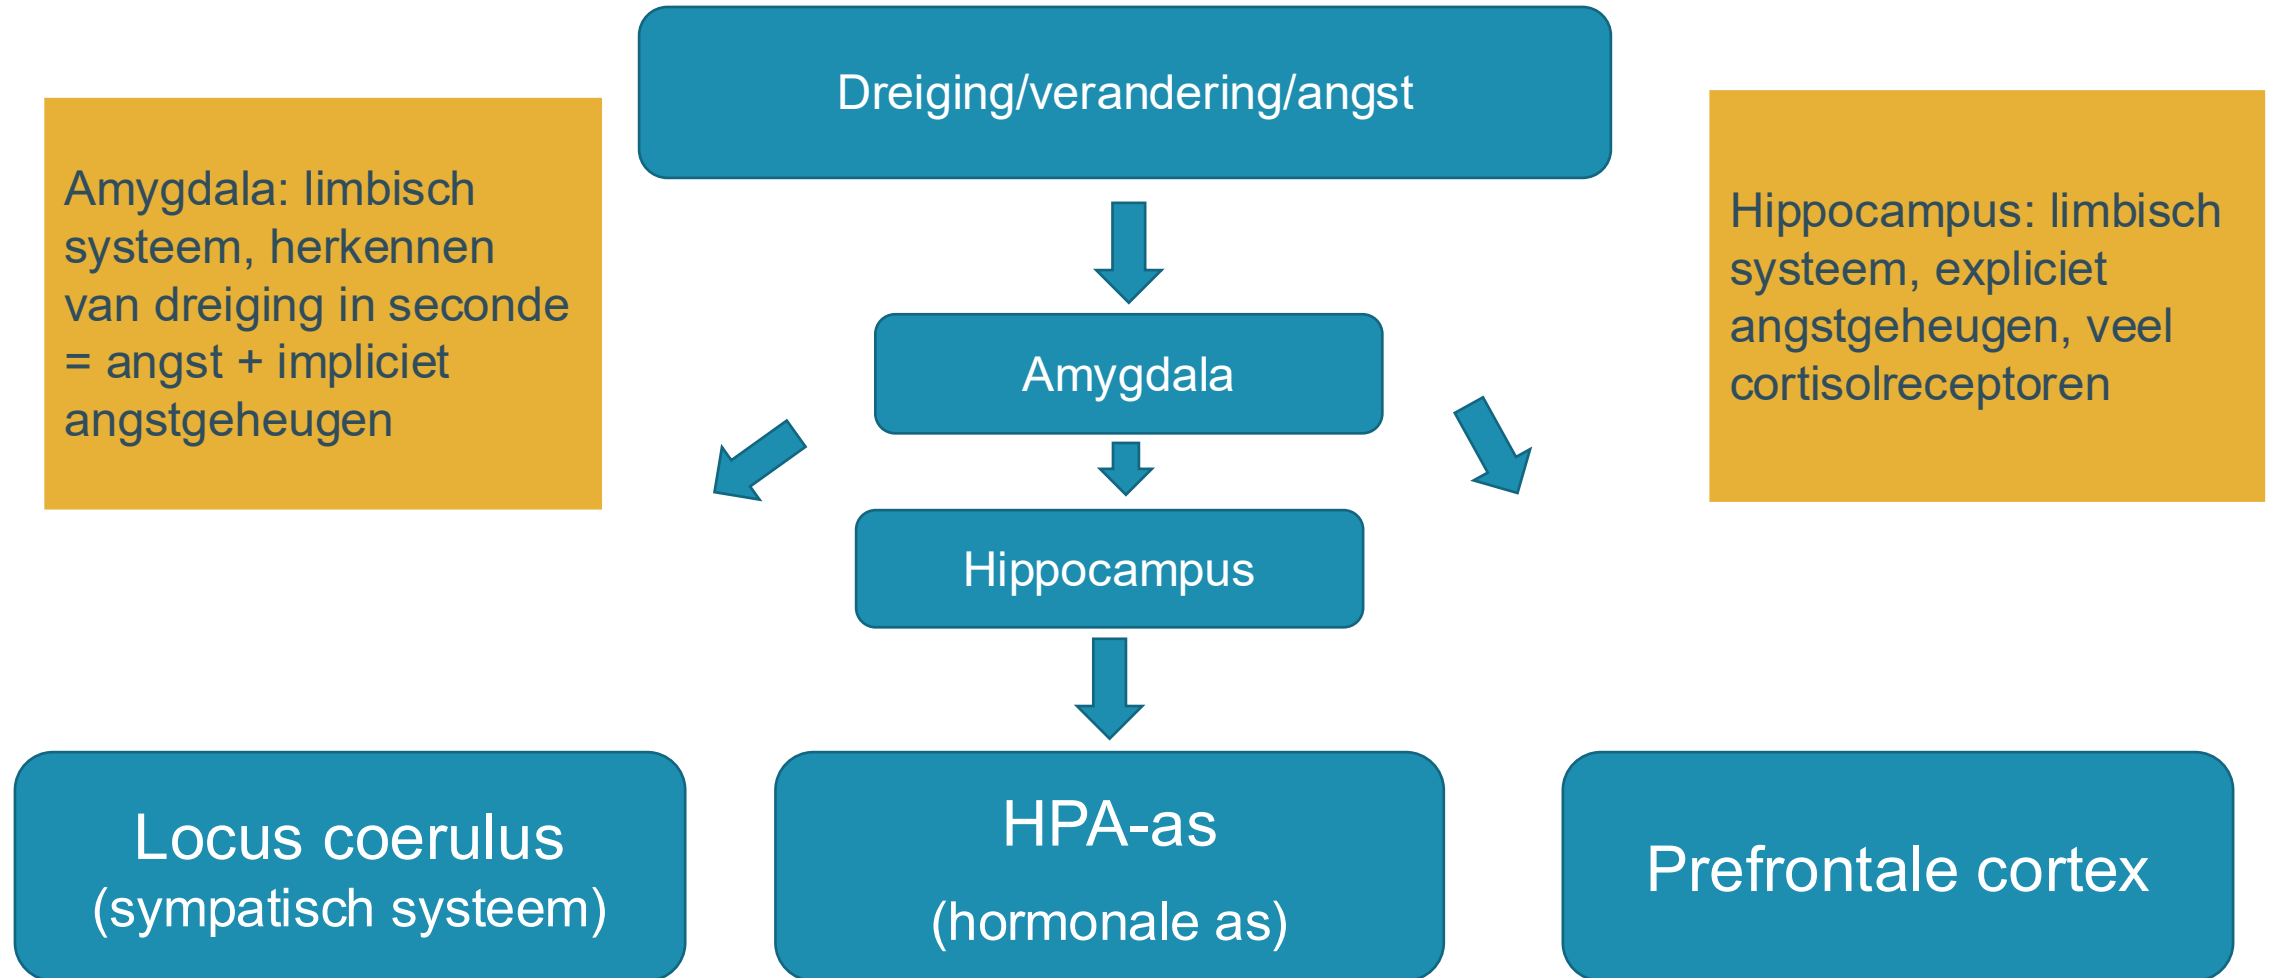 Dreiging/verandering/angst
Amygdala: limbisch
systeem, herkennen
van dreiging in seconde
= angst + impliciet
angstgeheugen
Hippocampus: limbisch
systeem, expliciet
angstgeheugen, veel
cortisolreceptoren
Amygdala
Hippocampus
Locus coerulus
(sympatisch systeem)
HPA-as
(hormonale as)
Prefrontale cortex